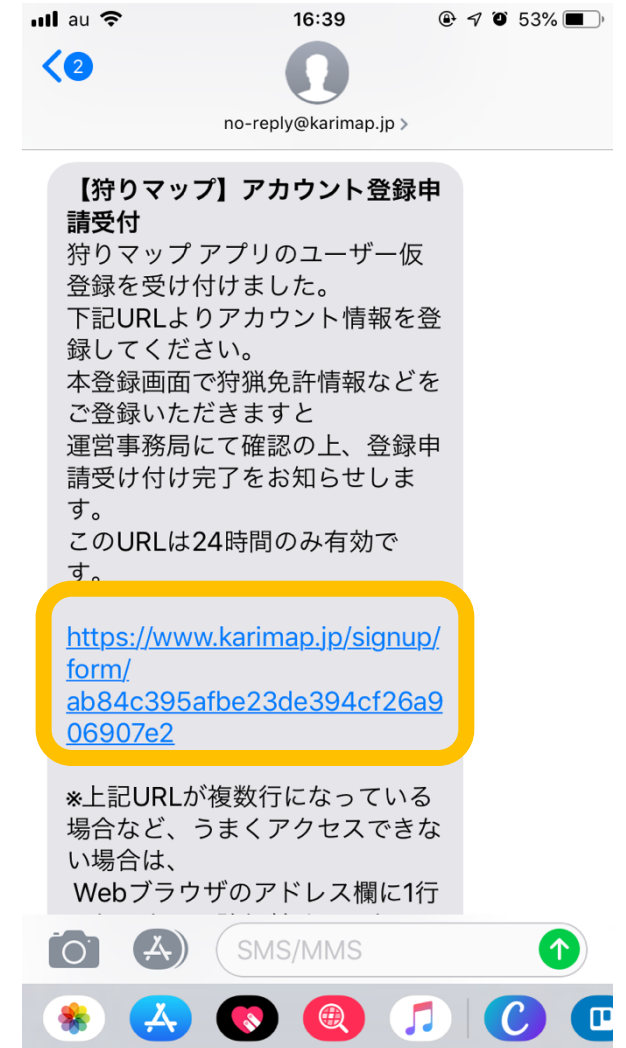 au 16:39 53%
2
no-reply@karimap.jp >
【狩りマップ】アカウント登録申
請受付
狩りマップ アプリのユーザー仮
登録を受け付けました。
下記URLよりアカウント情報を登
録してください。
本登録画面で狩猟免許情報などを
ご登録いただきますと
運営事務局にて確認の上、登録申
請受け付け完了をお知らせしま
す。
このURLは24時間のみ有効で
す。
https://www.karimap.jp/signup/
form/
ab84c395afbe23de394cf26a9
06907e2
※上記URLが複数行になっている
場合など、うまくアクセスできな
い場合は、
Webブラウザのアドレス欄に1行
SMS/MMS